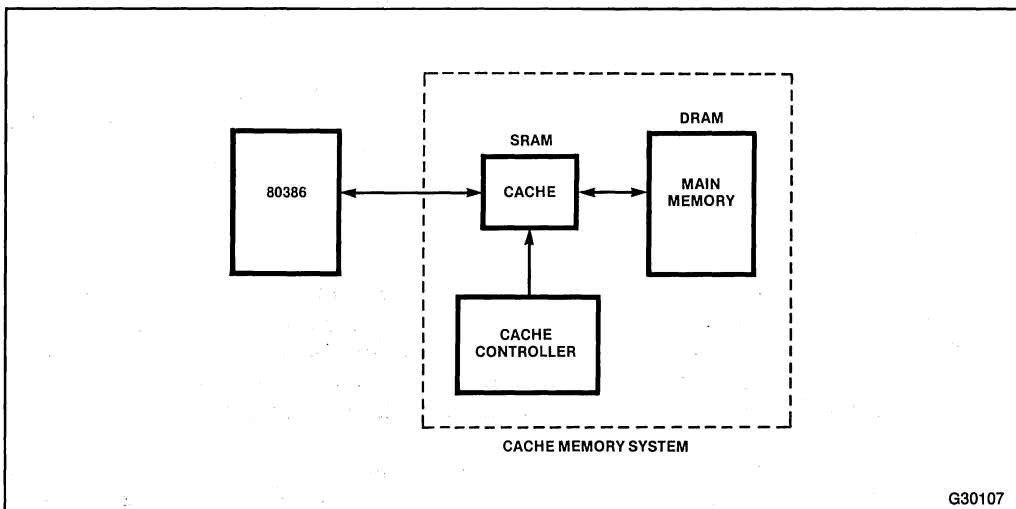 80386
SRAM
CACHE
DRAM
MAIN
MEMORY
CACHE
CONTROLLER
CACHE MEMORY SYSTEM
G30107